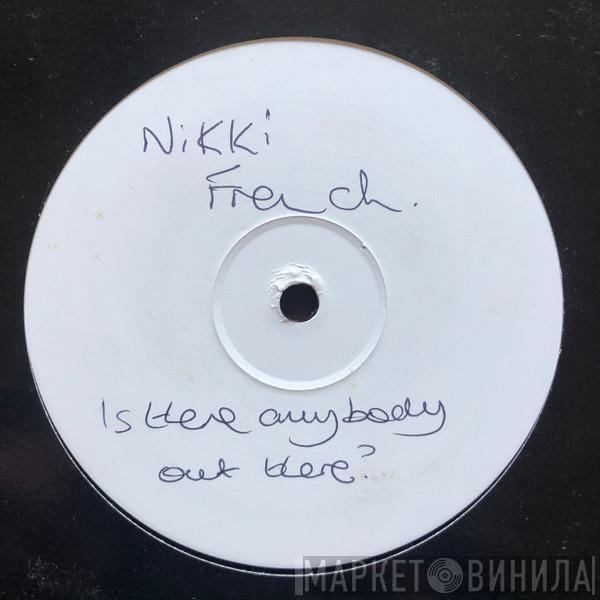 Nikki
French.
Is there anybody
out there?
МАРКЕТ ВИНИЛА